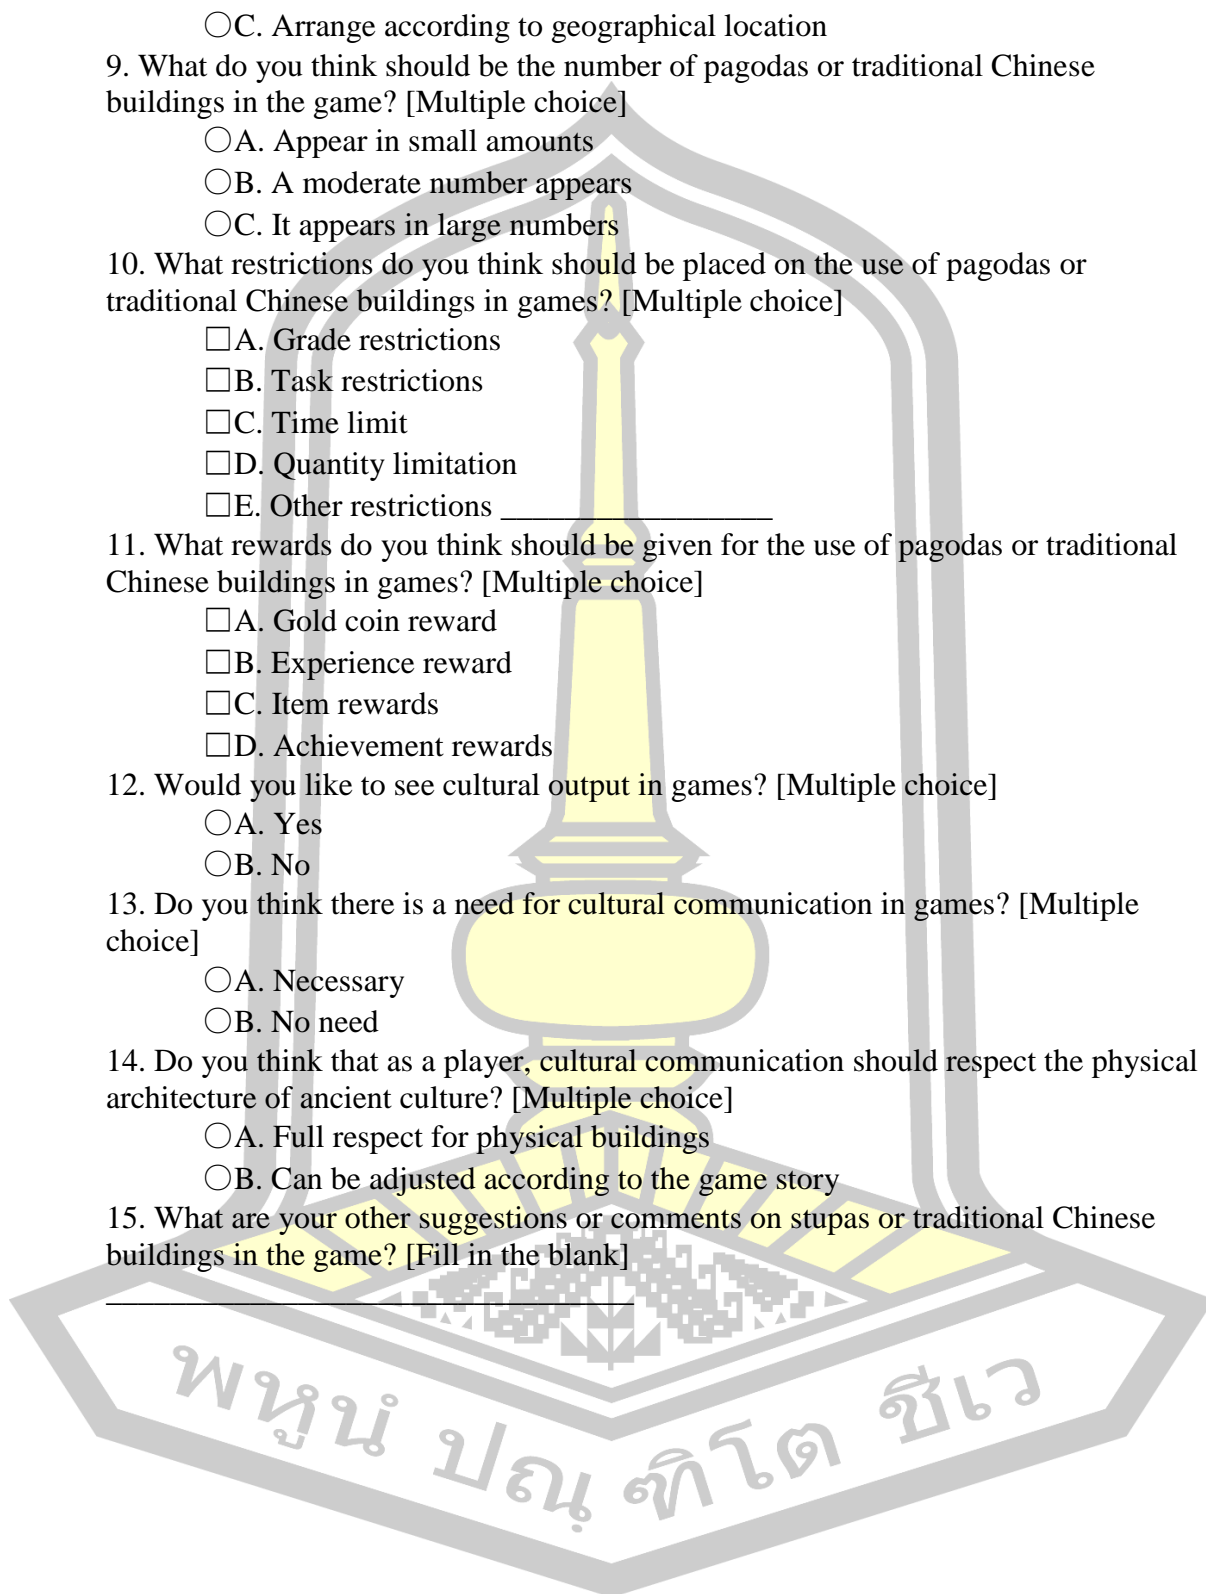 ○C. Arrange according to geographical location
9. What do you think should be the number of pagodas or traditional Chinese
buildings in the game? [Multiple choice]
○A. Appear in small amounts
○B. A moderate number appears
○C. It appears in large numbers
10. What restrictions do you think should be placed on the use of pagodas or
traditional Chinese buildings in games? [Multiple choice]
□A. Grade restrictions
□B. Task restrictions
□C. Time limit
□D. Quantity limitation
□E. Other restrictions _________________
11. What rewards do you think should be given for the use of pagodas or traditional
Chinese buildings in games? [Multiple choice]
□A. Gold coin reward
□B. Experience reward
□C. Item rewards
□D. Achievement rewards
12. Would you like to see cultural output in games? [Multiple choice]
○A. Yes
○B. No
13. Do you think there is a need for cultural communication in games? [Multiple
choice]
○A. Necessary
○B. No need
14. Do you think that as a player, cultural communication should respect the physical
architecture of ancient culture? [Multiple choice]
○A. Full respect for physical buildings
○B. Can be adjusted according to the game story
15. What are your other suggestions or comments on stupas or traditional Chinese
buildings in the game? [Fill in the blank]
_________________________________
พหูนํ ปณฺฑิโต ชีเว